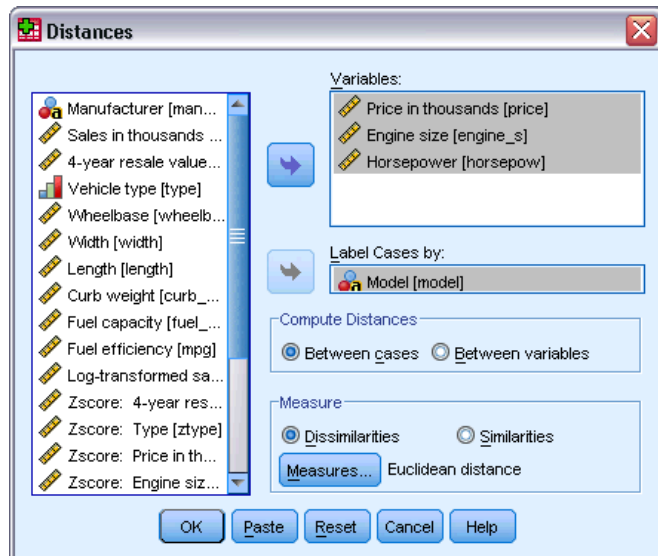 Distances
Manufacturer [man...
Sales in thousands ...
4-year resale value...
Vehicle type [type]
Wheelbase [wheelb...
Width [width]
Length [length]
Curb weight [curb_...
Fuel capacity [fuel_...
Fuel efficiency [mpg]
Log-transformed sa...
Zscore: 4-year res...
Zscore: Type [ztype]
Zscore: Price in th...
Zscore: Engine siz...
Variables:
Price in thousands [price]
Engine size [engine_s]
Horsepower [horsepow]
Label Cases by:
Model [model]
Compute Distances
Between cases Between variables
Measure
Dissimilarities Similarities
Measures... Euclidean distance
OK Paste Reset Cancel Help